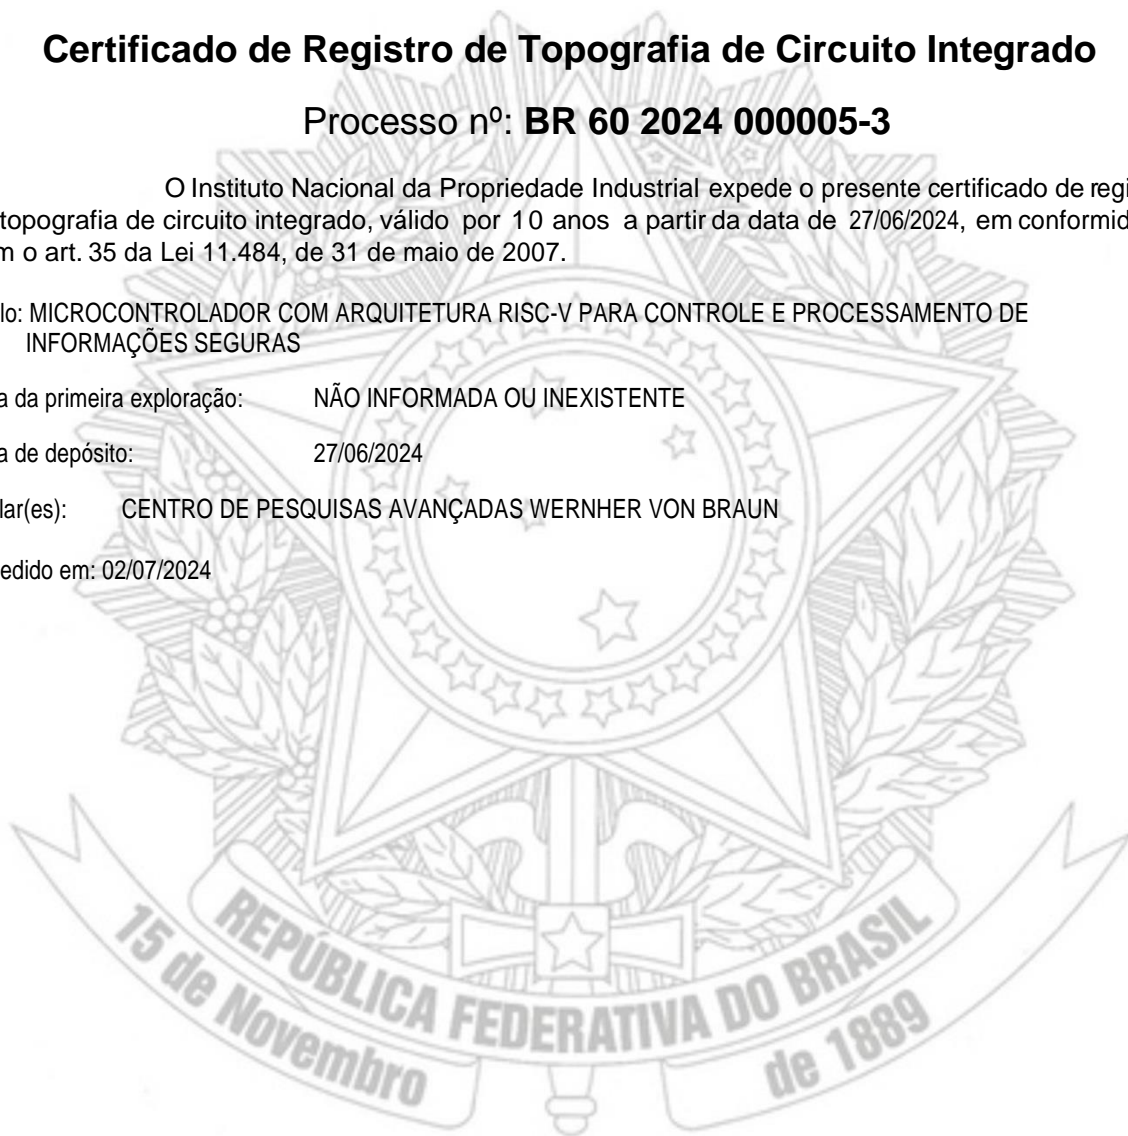 Certificado de Registro de Topografia de Circuito Integrado
Processo nº: BR 60 2024 000005-3
O Instituto Nacional da Propriedade Industrial expede o presente certificado de regi
topografia de circuito integrado, válido por 10 anos a partir da data de 27/06/2024, em conformid
m o art. 35 da Lei 11.484, de 31 de maio de 2007.
lo: MICROCONTROLADOR COM ARQUITETURA RISC-V PARA CONTROLE E PROCESSAMENTO DE
INFORMAÇÕES SEGURAS
a da primeira exploração: NÃO INFORMADA OU INEXISTENTE
a de depósito: 27/06/2024
lar(es): CENTRO DE PESQUISAS AVANÇADAS WERNHER VON BRAUN
edido em: 02/07/2024
REPÚBLICA FEDERATIVA DO BRASIL
15 de Novembro de 1889